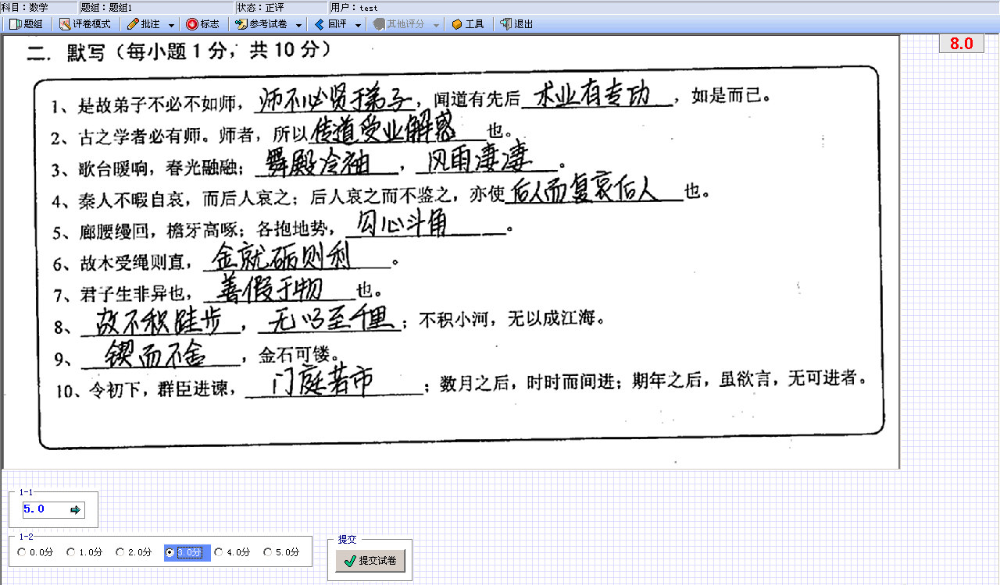 科目：数学 题组：题组1 状态：正评 用户：test
题组 评卷模式 批注 标志 参考试卷 回评 其他评分 工具 退出
8.0
二．默写（每小题1分，共10分）
1、是故弟子不必不如师，师不必贤于弟子，闻道有先后术业有专功，如是而已。
2、古之学者必有师。师者，所以传道受业解惑也。
3、歌台暖响，春光融融；舞殿冷袖，风雨凄凄。
4、秦人不暇自哀，而后人哀之；后人哀之而不鉴之，亦使后人而复哀后人也。
5、廊腰缦回，檐牙高啄；各抱地势，勾心斗角。
6、故木受绳则直，金就砺则利。
7、君子生非异也，善假于物也。
8、故不积跬步，无以至千里；不积小河，无以成江海。
9、锲而不舍，金石可镂。
10、令初下，群臣进谏，门庭若市；数月之后，时时而间进；期年之后，虽欲言，无可进者。
1-1
5.0
1-2
0.0分 1.0分 2.0分 3.0分 4.0分 5.0分
提交
提交试卷